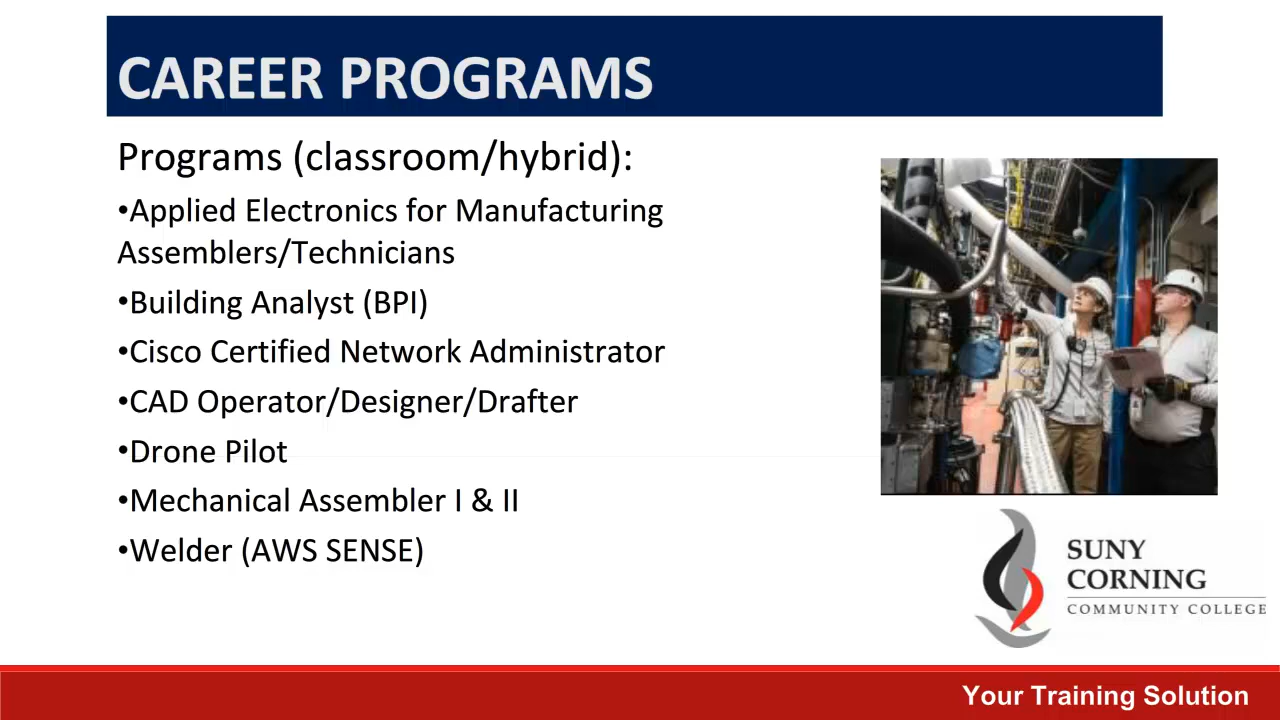 CAREER PROGRAMS
Programs (classroom/hybrid):
•Applied Electronics for Manufacturing
Assemblers/Technicians
•Building Analyst (BPI)
•Cisco Certified Network Administrator
•CAD Operator/Designer/Drafter
•Drone Pilot
•Mechanical Assembler I & II
•Welder (AWS SENSE)
SUNY
CORNING
COMMUNITY COLLEGE
Your Training Solution